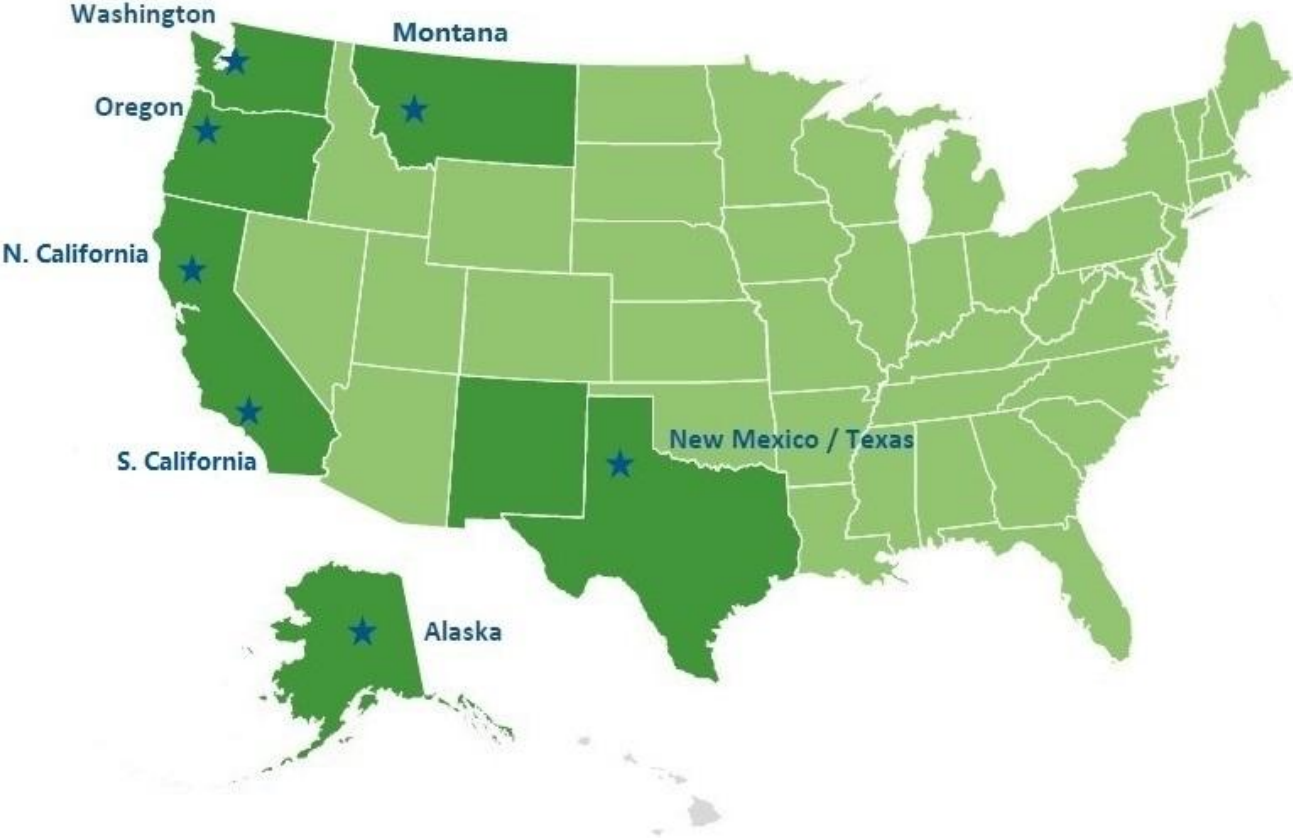 Washington
Montana
Oregon
N. California
New Mexico / Texas
S. California
Alaska